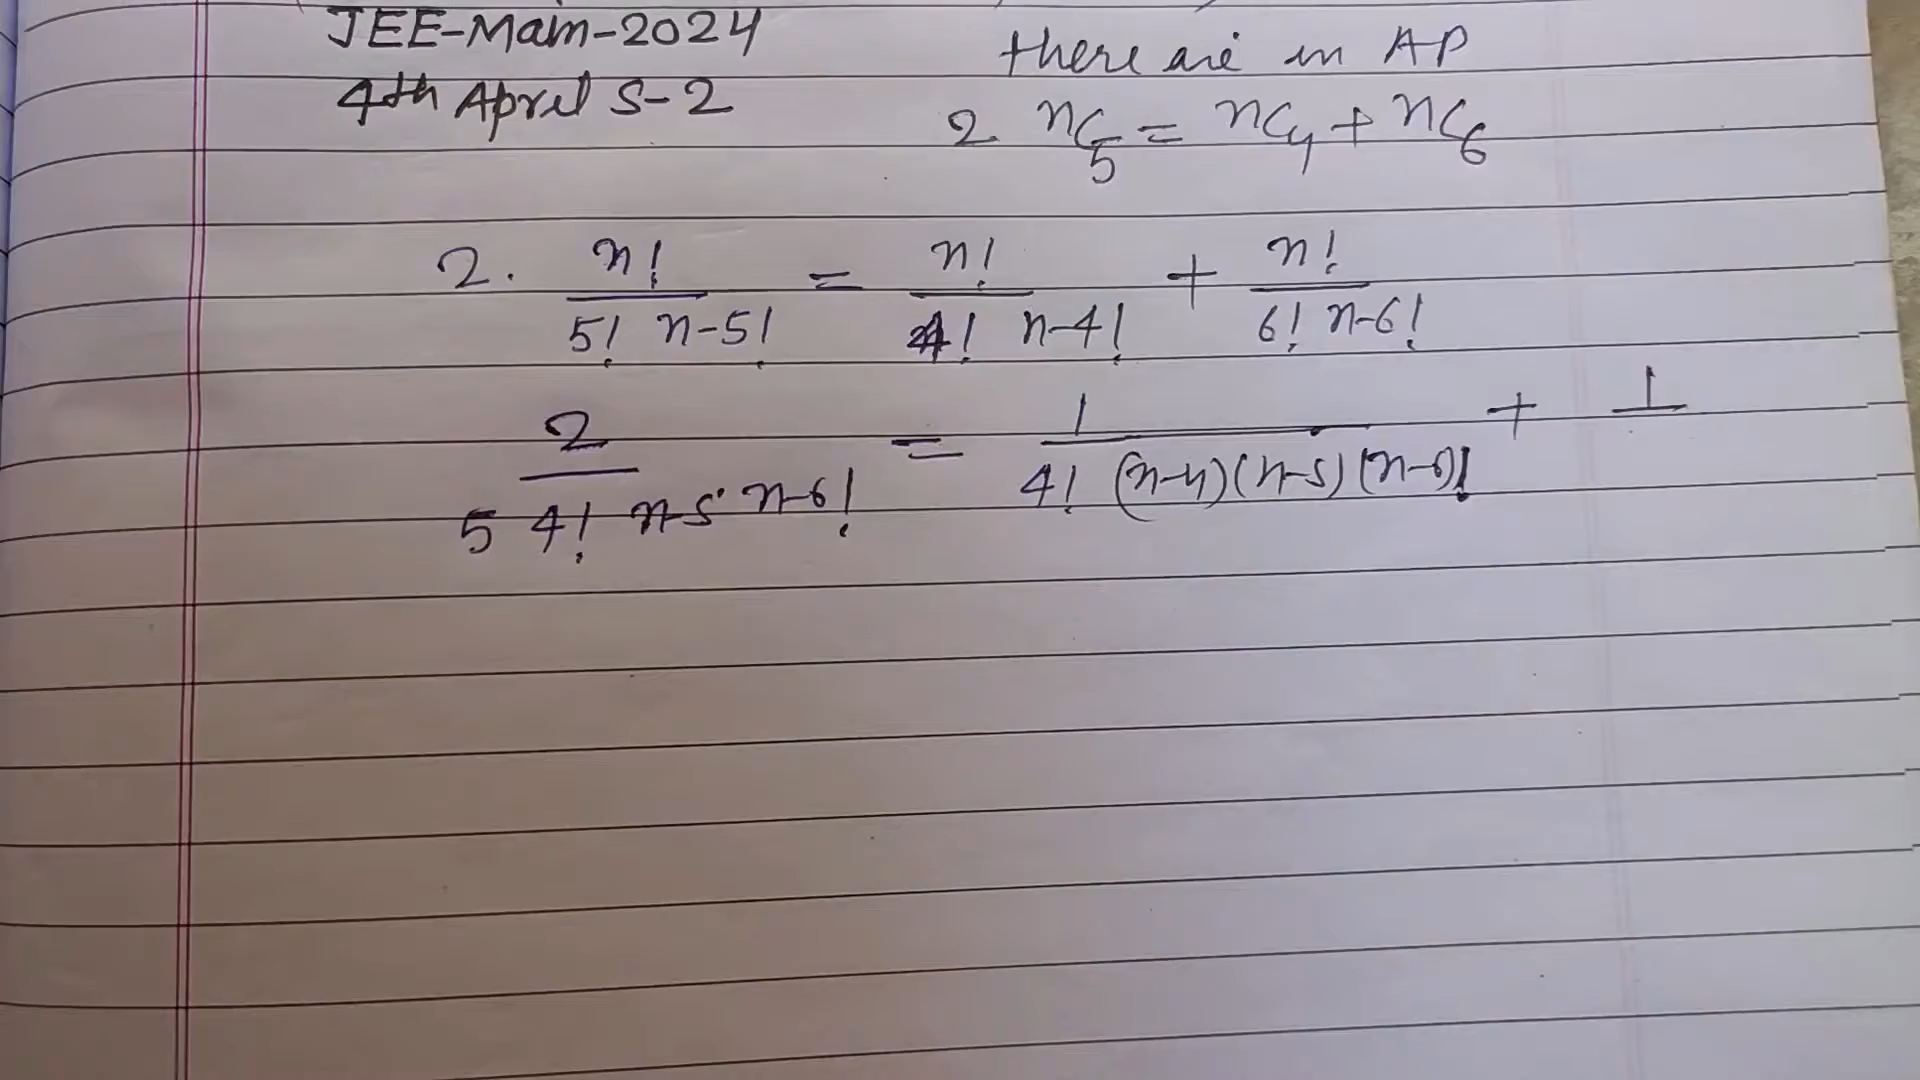 JEE-Main-2024
4th April S-2
there are in AP
2. nC5 = nC4 + nC6
2. n!/5! n-5! = n!/4! n-4! + n!/6! n-6!
2/5 4! n-5 n-6! = 1/4! (n-4)(n-5)(n-6)! + 1